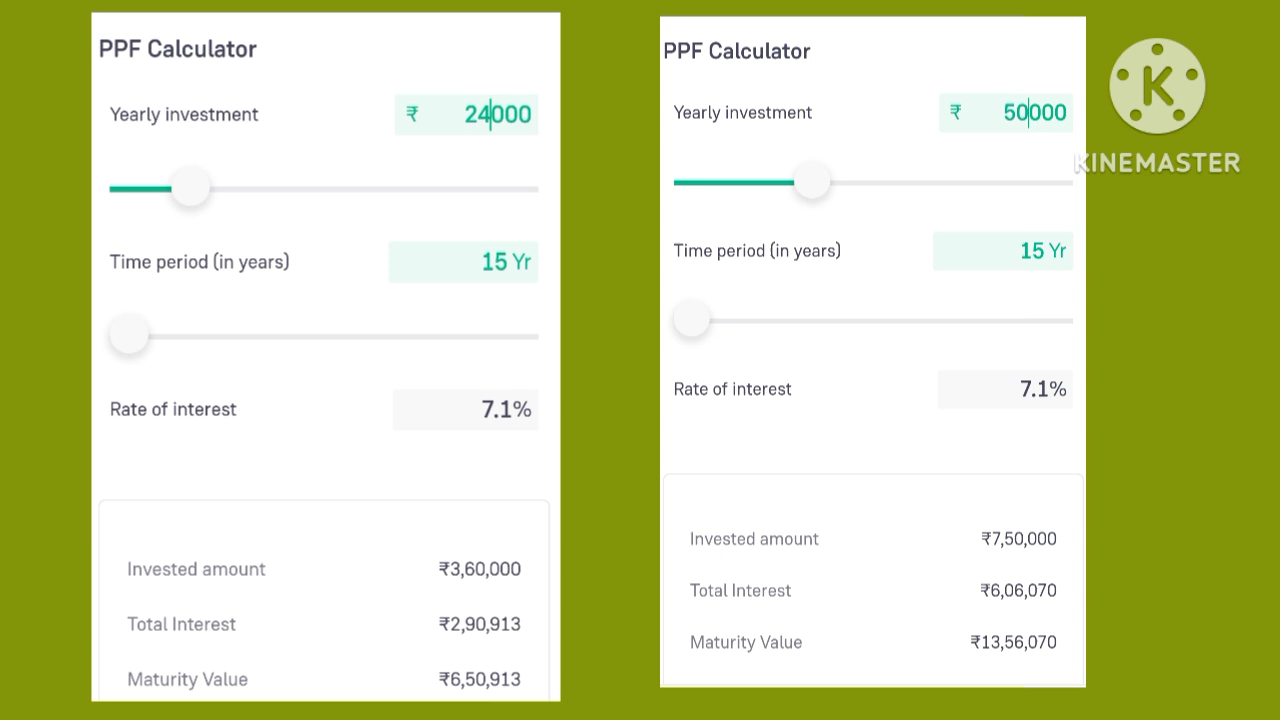 PPF Calculator
Yearly investment ₹ 24000
Time period (in years) 15 Yr
Rate of interest 7.1%
Invested amount ₹3,60,000
Total Interest ₹2,90,913
Maturity Value ₹6,50,913
PPF Calculator
Yearly investment ₹ 50000
Time period (in years) 15 Yr
Rate of interest 7.1%
Invested amount ₹7,50,000
Total Interest ₹6,06,070
Maturity Value ₹13,56,070
K
KINEMASTER